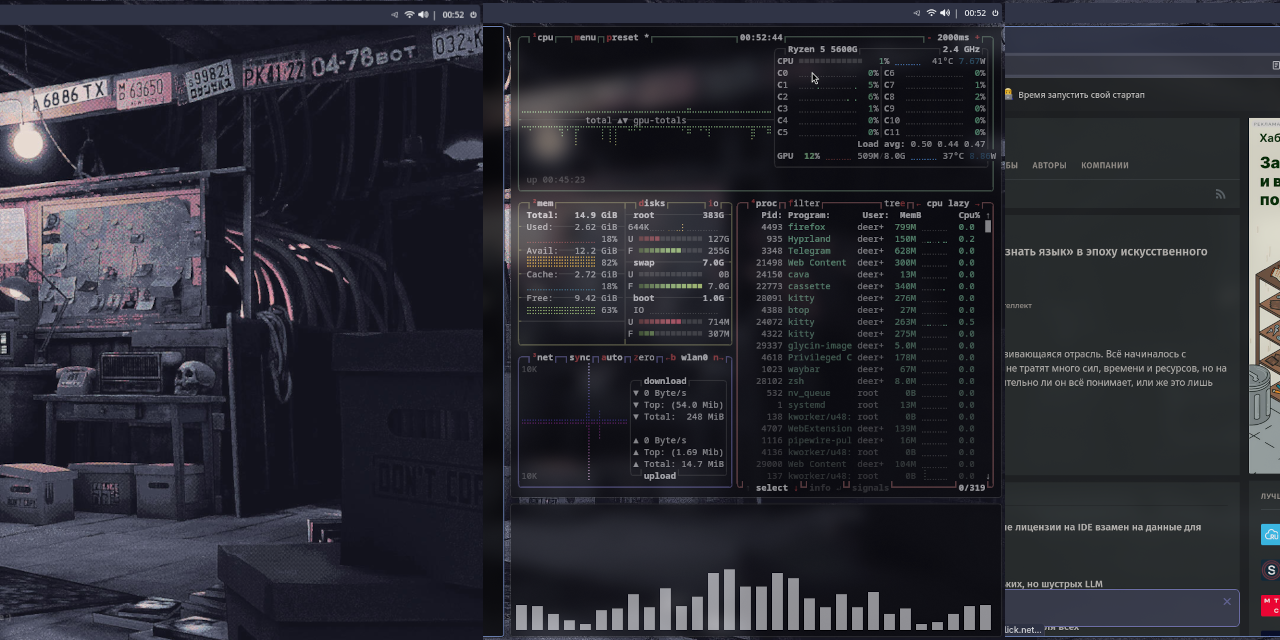 00:52
032-K
04-78вот
PK 1122
99821
M 63650
A 6886 TX
DON'T OPE
00:52
cpu menu preset * 00:52:44 - 2000ms +
Ryzen 5 5600G 2.4 GHz
CPU 1% 41°C 7.67W
C0 0% C6 0%
C1 5% C7 1%
C2 6% C8 2%
C3 1% C9 0%
C4 0% C10 0%
C5 0% C11 0%
total ▲▼ gpu-totals
Load avg: 0.50 0.44 0.47
GPU 12% 509M/8.0G 37°C
up 00:45:23
mem
Total: 14.9 GiB
Used: 2.62 GiB
18%
Avail: 12.2 GiB
82%
Cache: 2.72 GiB
18%
Free: 9.42 GiB
63%
disks io
root 383G
644K
U 127G
F 255G
swap 7.0G
U 0B
F 7.0G
boot 1.0G
IO
U 714M
F 307M
net sync auto zero ←b wlan0 n→
10K
download
▼ 0 Byte/s
▼ Top: (54.0 Mib)
▼ Total: 248 MiB
▲ 0 Byte/s
▲ Top: (1.69 Mib)
▲ Total: 14.7 MiB
upload
10K
proc filter tree ← cpu lazy →
Pid: Program: User: MemB Cpu% ↑
4493 firefox deer+ 799M 0.0
935 Hyprland deer+ 150M 0.2
3348 Telegram deer+ 628M 0.0
21498 Web Content deer+ 300M 0.0
24150 cava deer+ 13M 0.0
22773 cassette deer+ 340M 0.0
28091 kitty deer+ 276M 0.0
4388 btop deer+ 27M 0.0
24072 kitty deer+ 263M 0.5
4322 kitty deer+ 275M 0.0
29337 glycin-image deer+ 5.0M 0.0
4618 Privileged C deer+ 178M 0.0
1023 waybar deer+ 67M 0.0
28102 zsh deer+ 8.0M 0.0
532 nv_queue root 0B 0.0
1 systemd root 13M 0.0
138 kworker/u48: root 0B 0.0
4707 WebExtension deer+ 139M 0.0
1116 pipewire-pul deer+ 16M 0.0
4136 kworker/u48: root 0B 0.0
29000 Web Content deer+ 104M 0.0
137 kworker/u48: root 0B 0.0
select ↓ info signals 0/319
Время запустить свой стартап
АВТОРЫ КОМПАНИИ
знать язык» в эпоху искусственного
вивающаяся отрасль. Всё началось с
не тратят много сил, времени и ресурсов, но на
тельно ли он всё понимает, или же это лишь
е лицензии на IDE взамен на данные для
ких, но шустрых LLM
lick.net...
ля всех
Хаб
За
и в
по
ЛУЧ
S
М Т